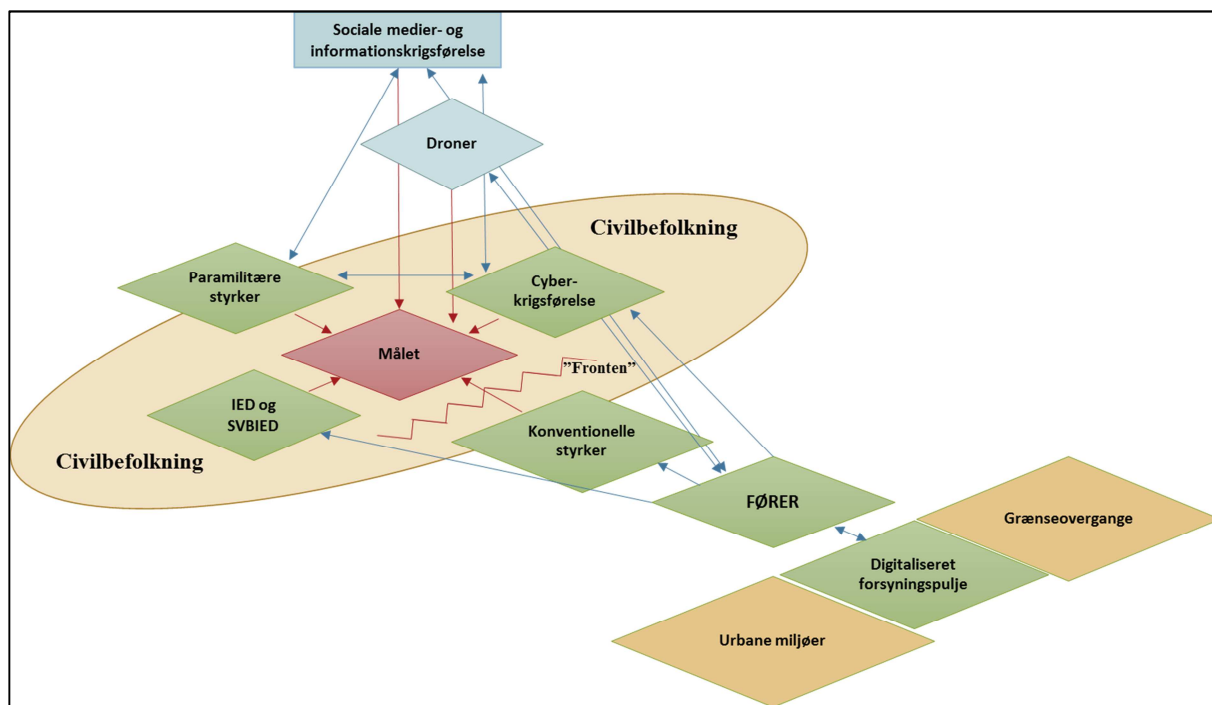 Sociale medier- og
informationskrigsførelse
Droner
Civilbefolkning
Paramilitære
styrker
Cyber-
krigsførelse
Målet
”Fronten”
IED og
SVBIED
Konventionelle
styrker
Civilbefolkning
FØRER
Grænseovergange
Digitaliseret
forsyningspulje
Urbane miljøer